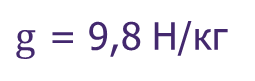 g = 9,8 Н/кг